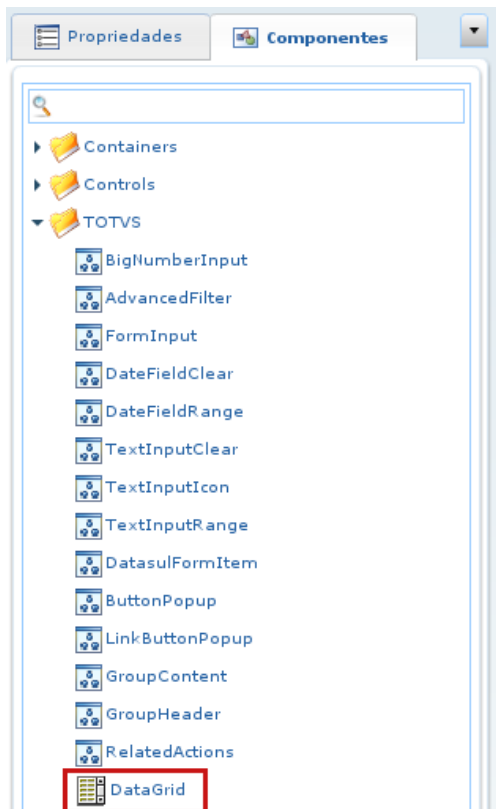 Propriedades
Componentes
Containers
Controls
TOTVS
BigNumberInput
AdvancedFilter
FormInput
DateFieldClear
DateFieldRange
TextInputClear
TextInputIcon
TextInputRange
DatasulFormItem
ButtonPopup
LinkButtonPopup
GroupContent
GroupHeader
RelatedActions
DataGrid